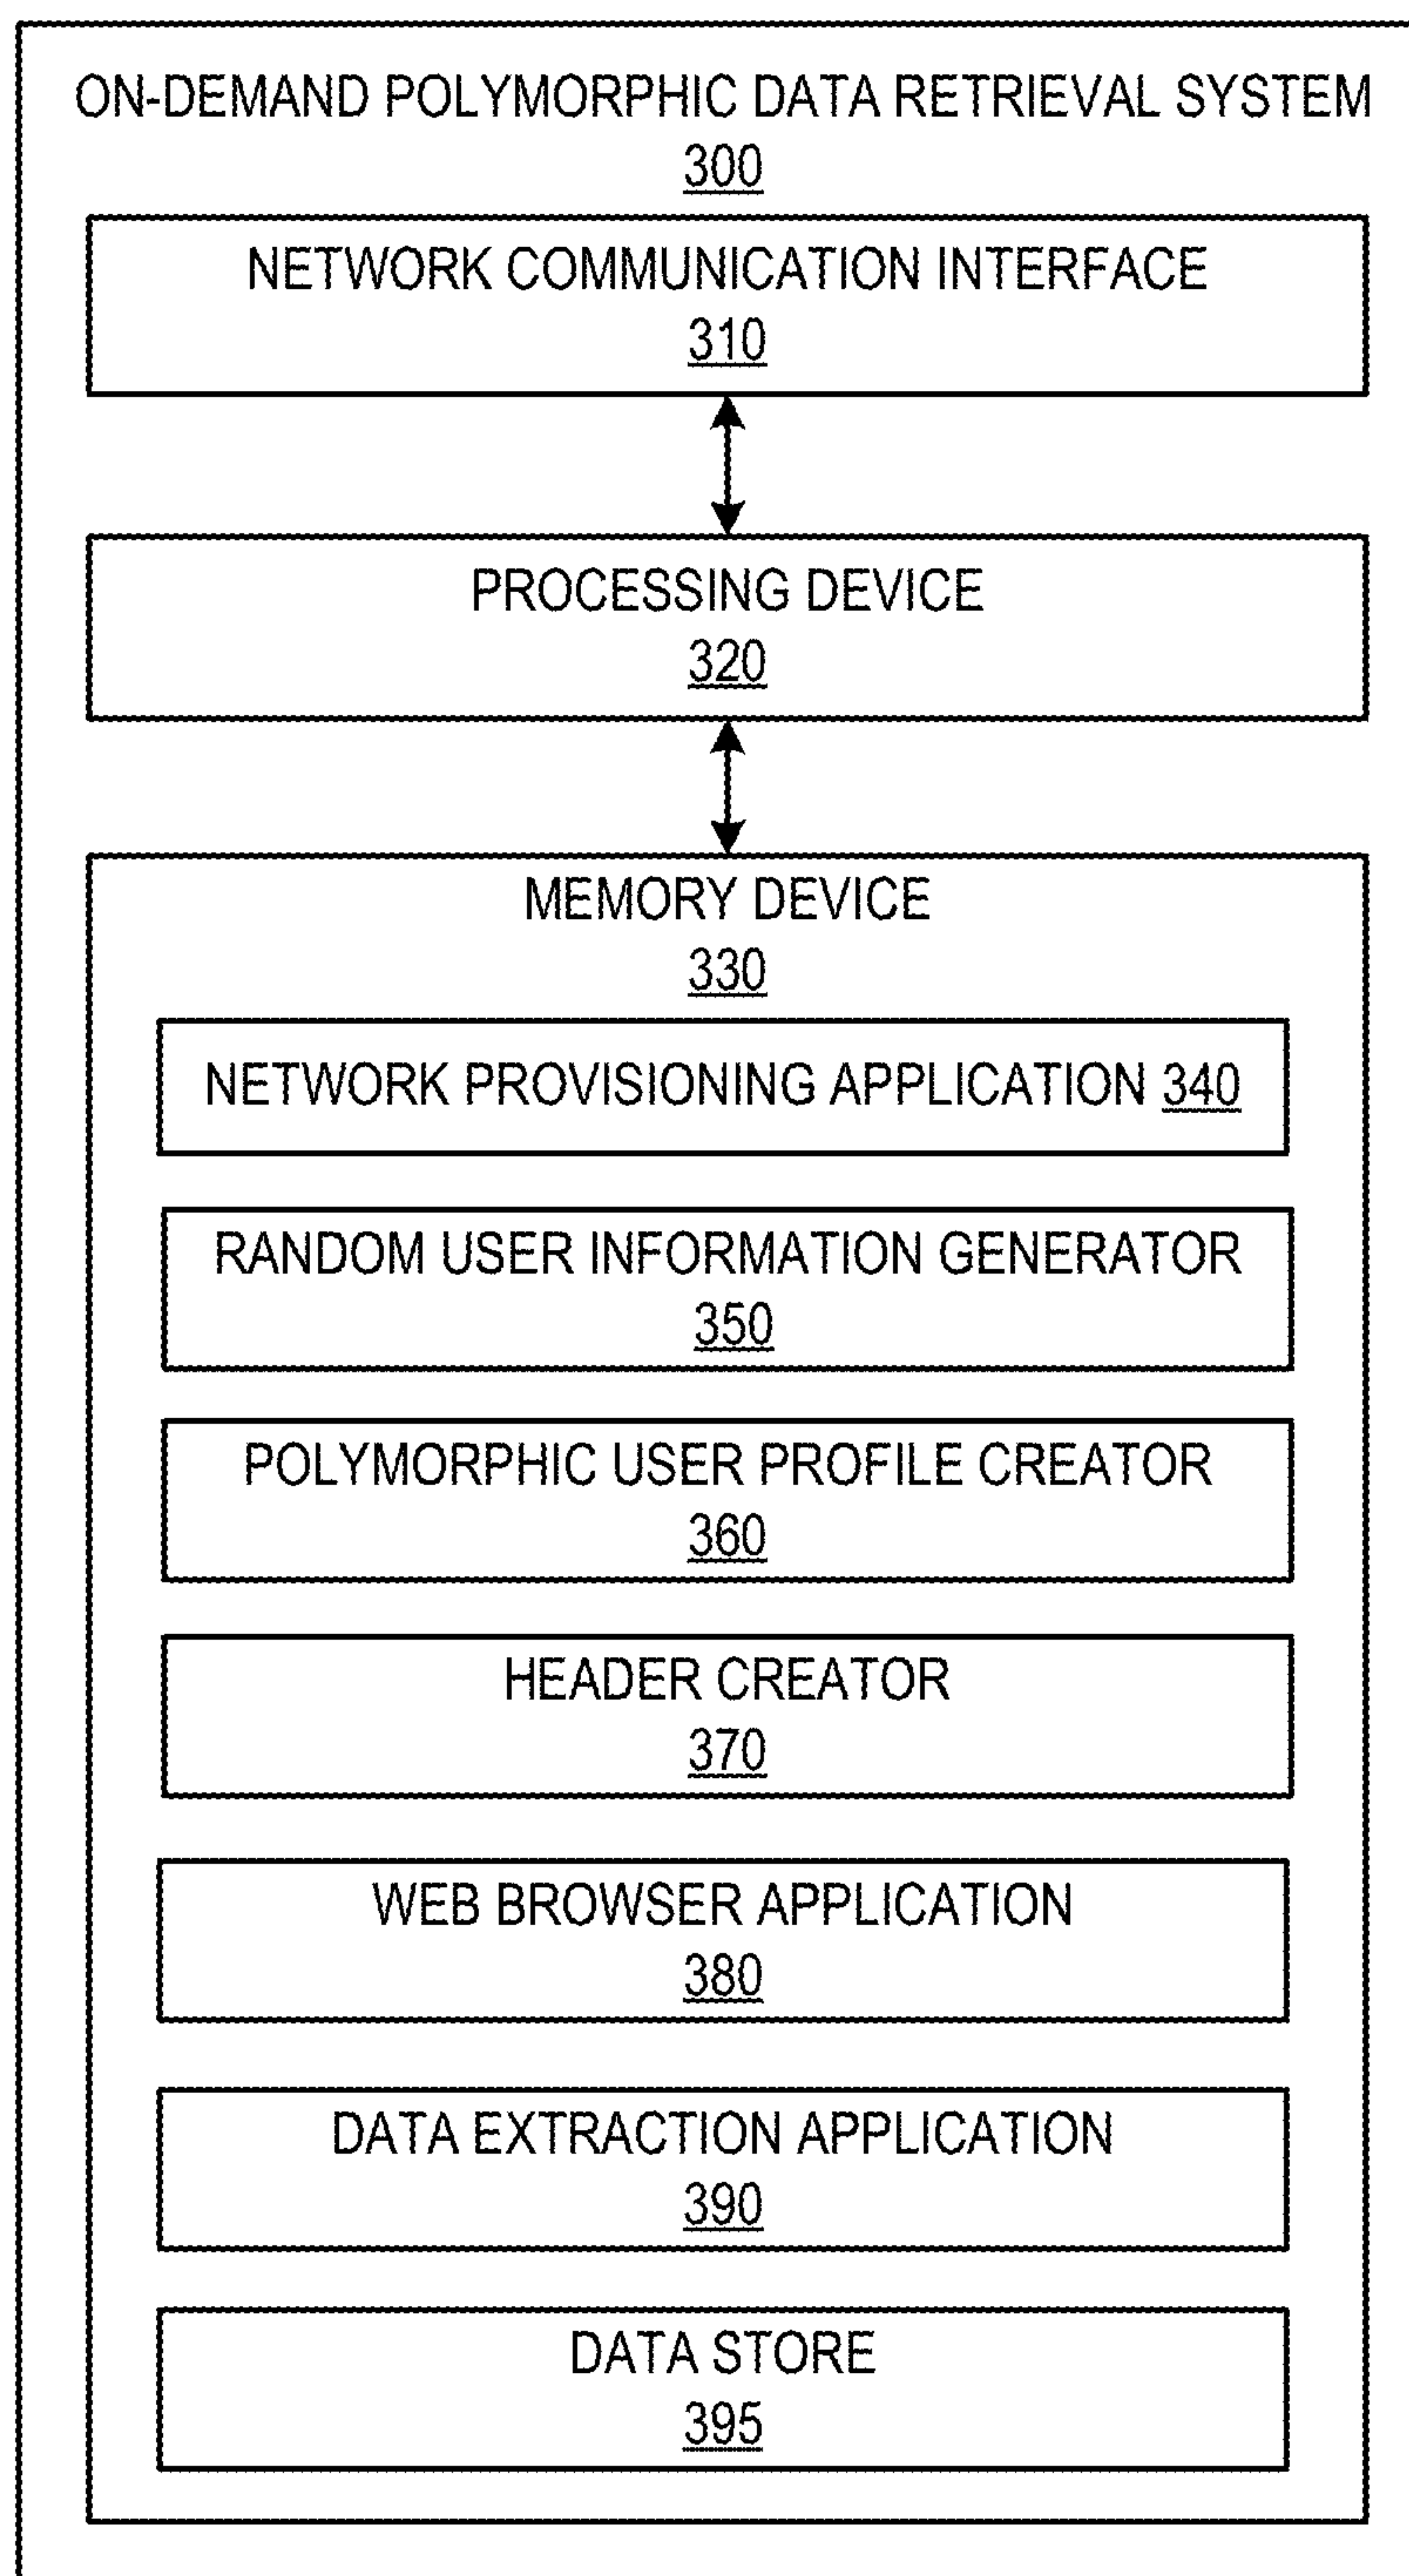 ON-DEMAND POLYMORPHIC DATA RETRIEVAL SYSTEM
300
NETWORK COMMUNICATION INTERFACE
310
PROCESSING DEVICE
320
MEMORY DEVICE
330
NETWORK PROVISIONING APPLICATION 340
RANDOM USER INFORMATION GENERATOR
350
POLYMORPHIC USER PROFILE CREATOR
360
HEADER CREATOR
370
WEB BROWSER APPLICATION
380
DATA EXTRACTION APPLICATION
390
DATA STORE
395